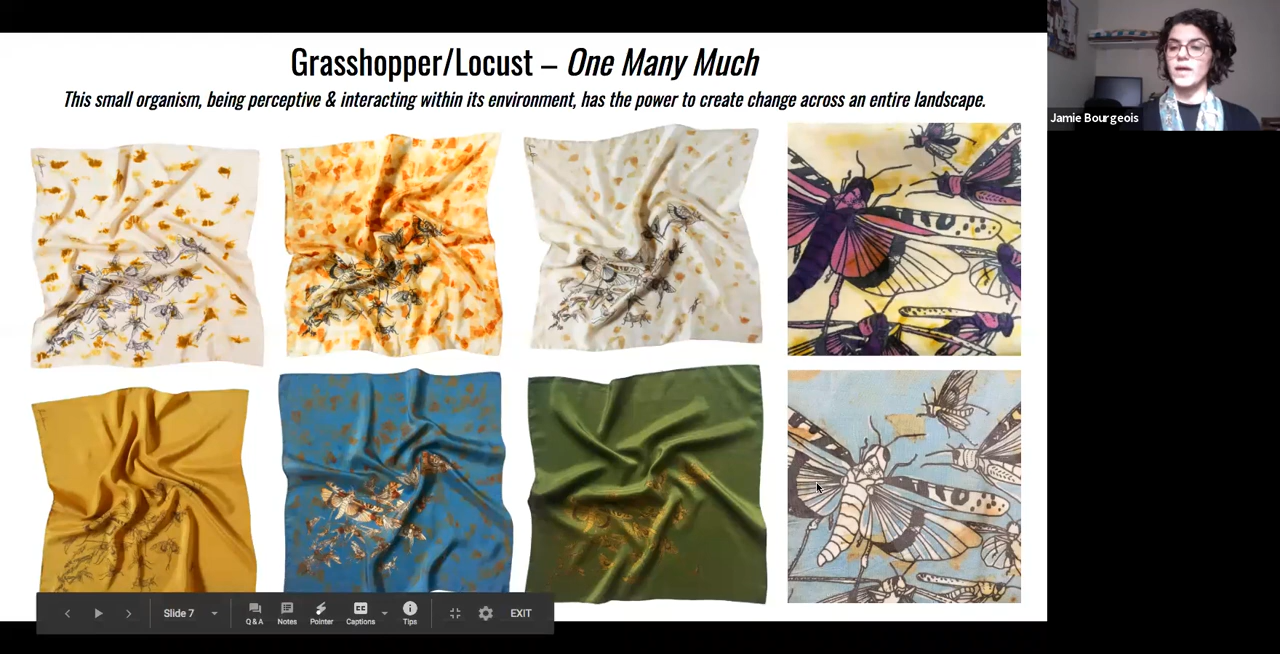 Grasshopper/Locust – One Many Much
This small organism, being perceptive & interacting within its environment, has the power to create change across an entire landscape.
Jamie Bourgeois
Slide 7
Q & A
Notes
Pointer
Captions
Tips
EXIT